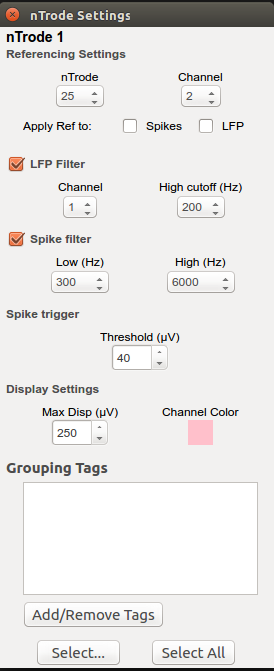 nTrode Settings
nTrode 1
Referencing Settings
nTrode Channel
25 2
Apply Ref to: Spikes LFP
LFP Filter
Channel High cutoff (Hz)
1 200
Spike filter
Low (Hz) High (Hz)
300 6000
Spike trigger
Threshold (μV)
40
Display Settings
Max Disp (μV) Channel Color
250
Grouping Tags
Add/Remove Tags
Select... Select All